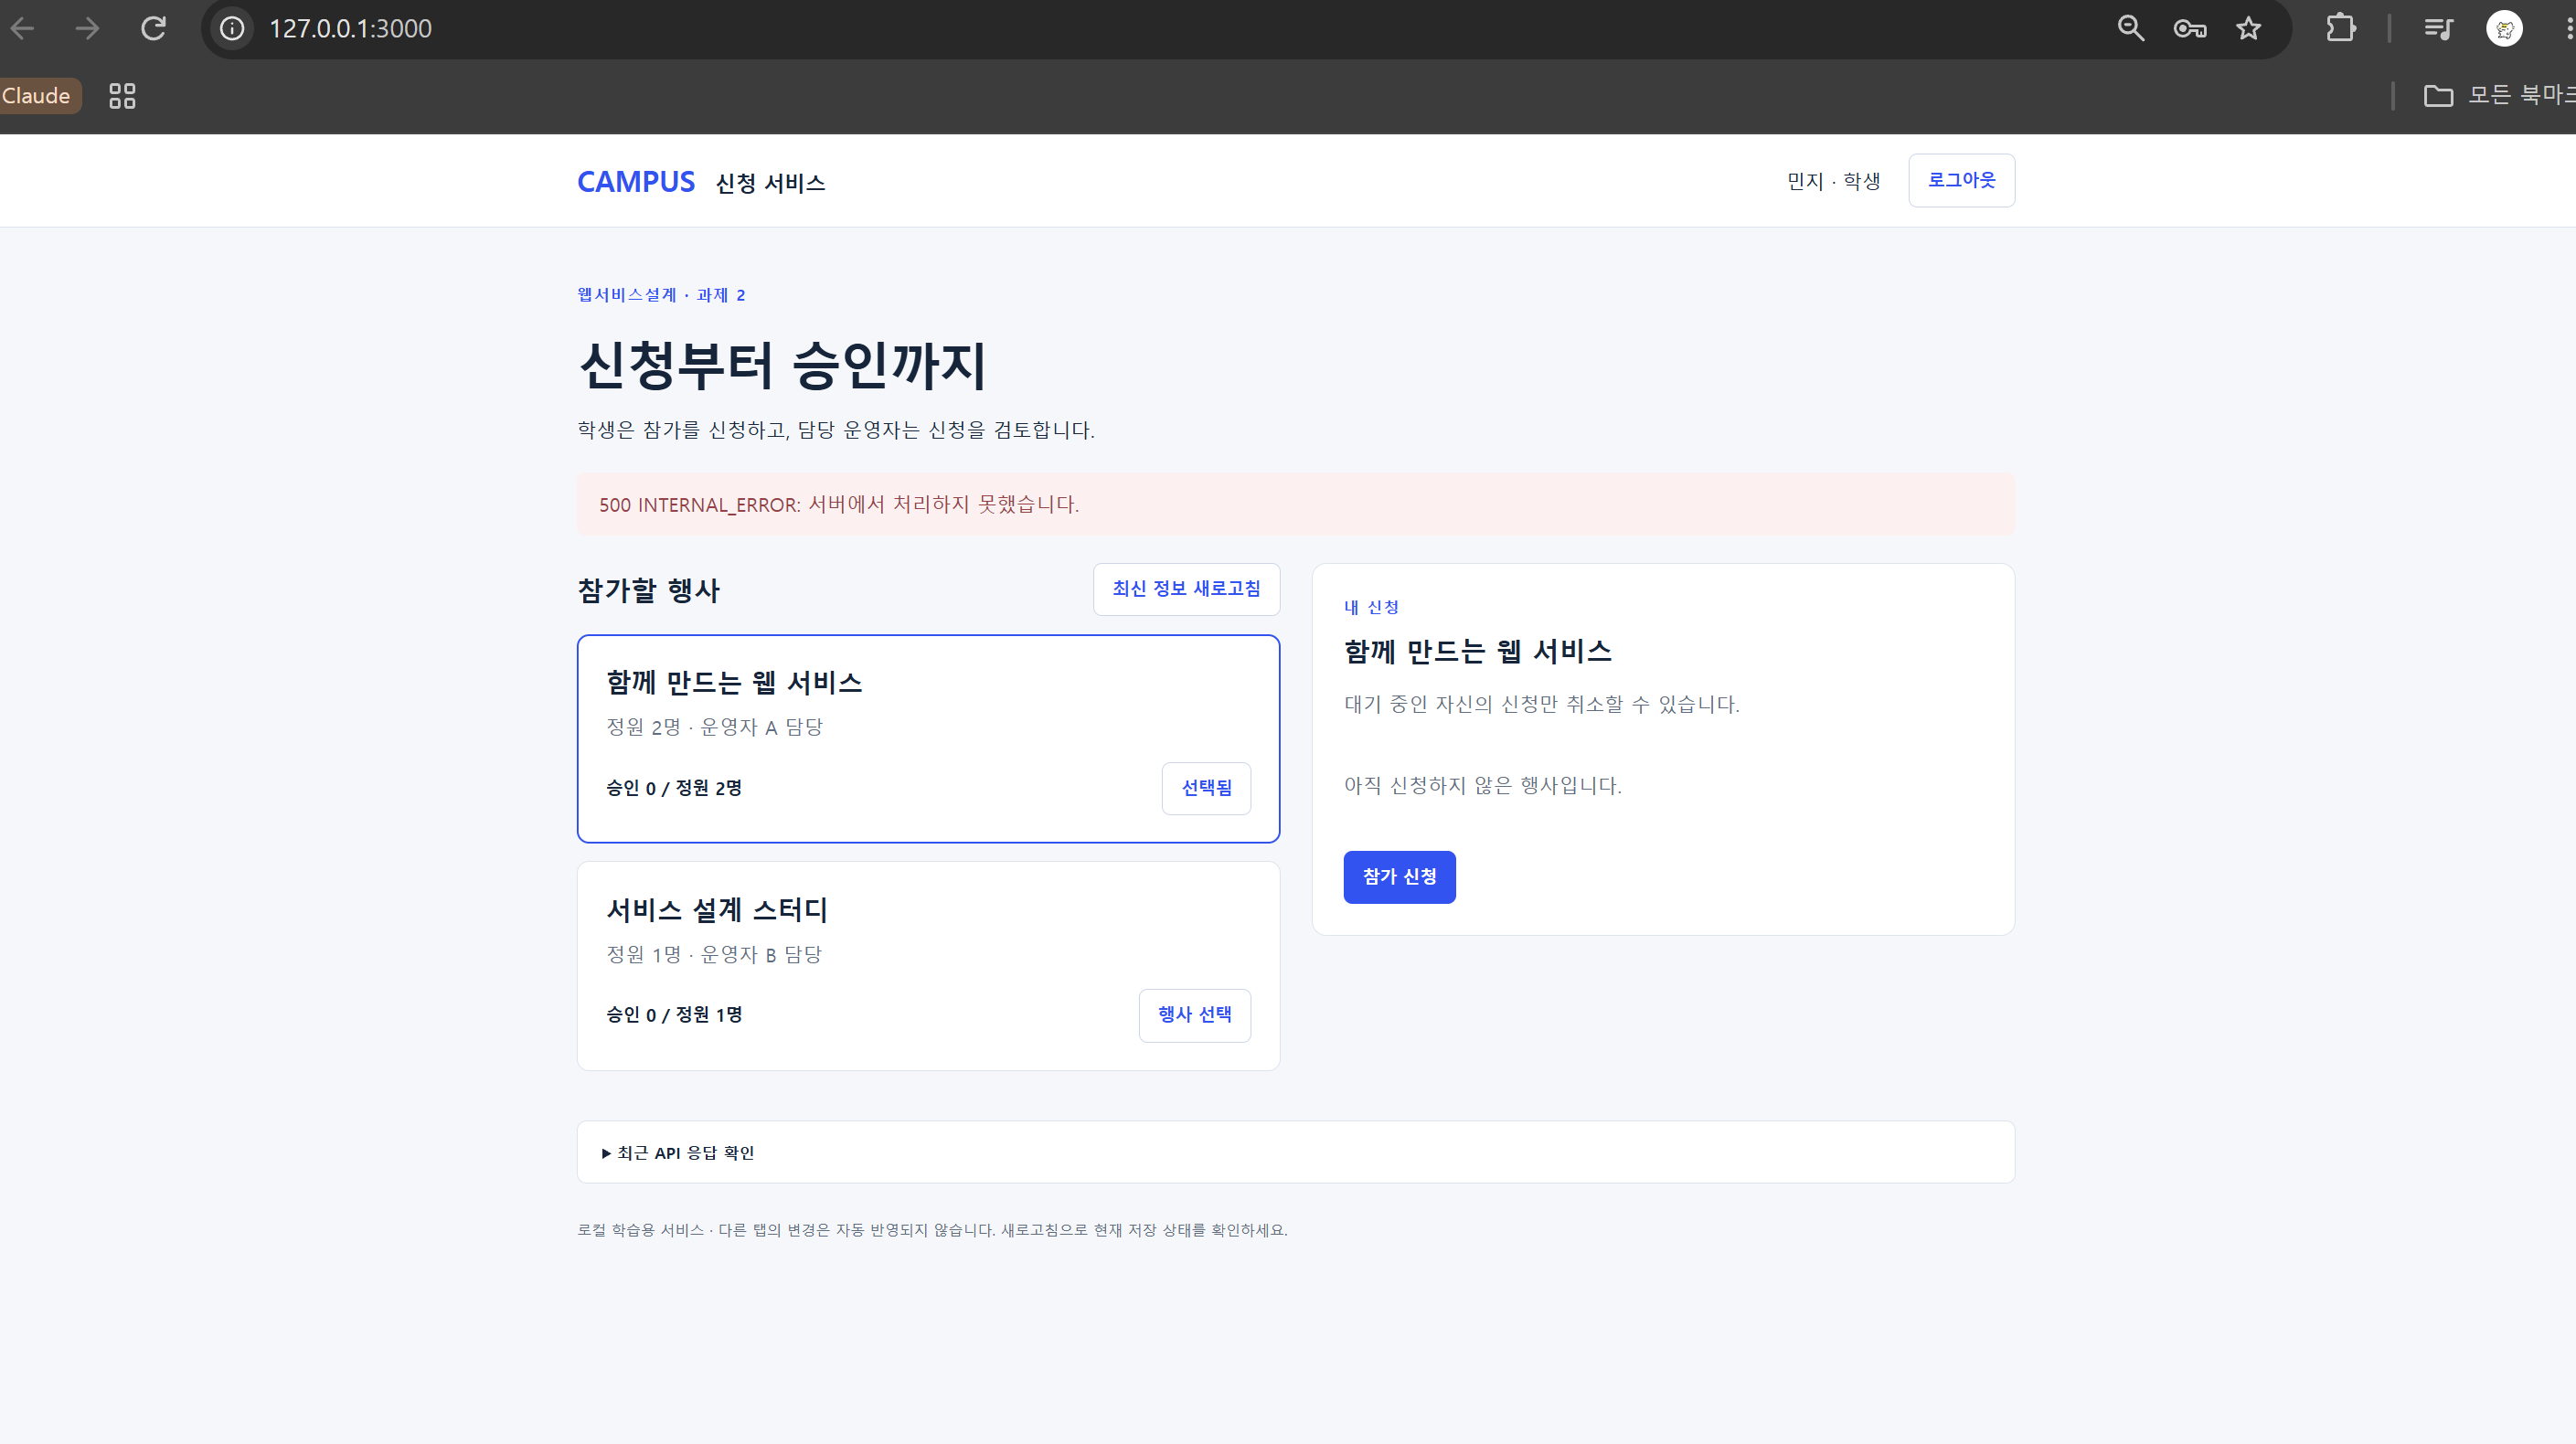 127.0.0.1:3000
Claude
모든 북마크
CAMPUS 신청 서비스
민지 · 학생
로그아웃
웹서비스설계 · 과제 2
신청부터 승인까지
학생은 참가를 신청하고, 담당 운영자는 신청을 검토합니다.
500 INTERNAL_ERROR: 서버에서 처리하지 못했습니다.
참가할 행사
최신 정보 새로고침
함께 만드는 웹 서비스
정원 2명 · 운영자 A 담당
승인 0 / 정원 2명
선택됨
서비스 설계 스터디
정원 1명 · 운영자 B 담당
승인 0 / 정원 1명
행사 선택
내 신청
함께 만드는 웹 서비스
대기 중인 자신의 신청만 취소할 수 있습니다.
아직 신청하지 않은 행사입니다.
참가 신청
▶ 최근 API 응답 확인
로컬 학습용 서비스 · 다른 탭의 변경은 자동 반영되지 않습니다. 새로고침으로 현재 저장 상태를 확인하세요.